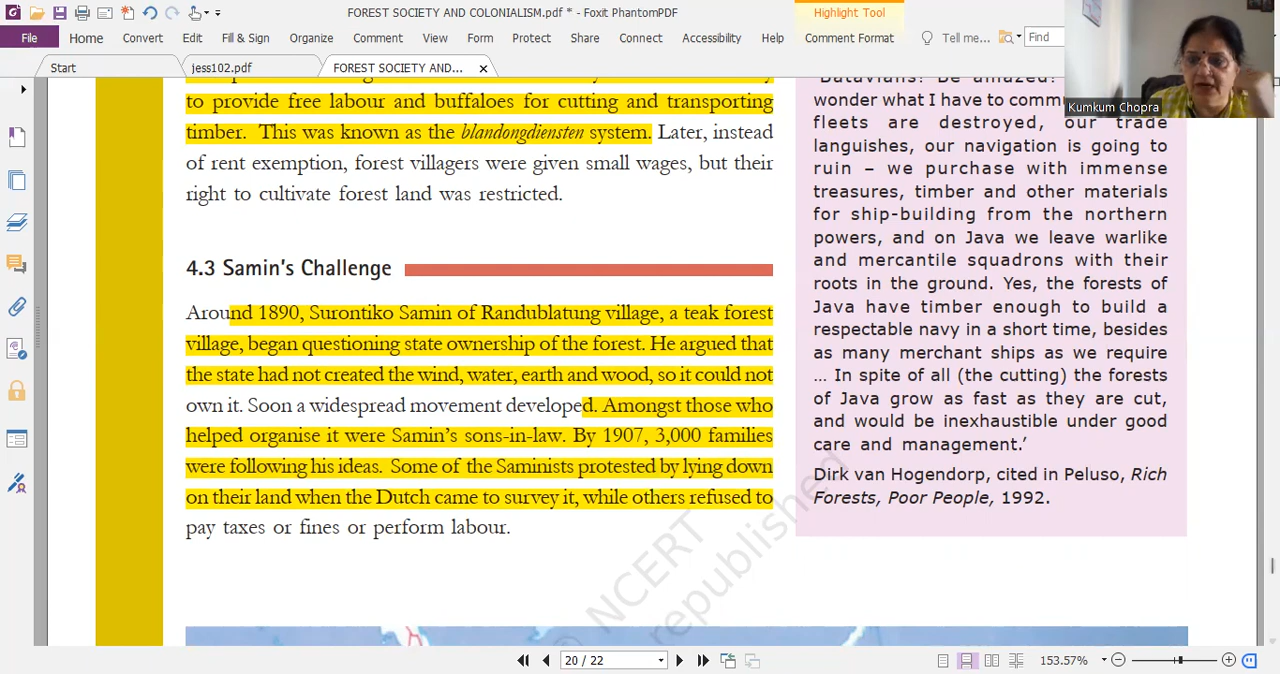 FOREST SOCIETY AND COLONIALISM.pdf * - Foxit PhantomPDF
Highlight Tool
File Home Convert Edit Fill & Sign Organize Comment View Form Protect Share Connect Accessibility Help Comment Format Tell me... Find
Start jess102.pdf FOREST SOCIETY AND...
Kumkum Chopra
to provide free labour and buffaloes for cutting and transporting
timber. This was known as the blandongdiensten system. Later, instead
of rent exemption, forest villagers were given small wages, but their
right to cultivate forest land was restricted.
4.3 Samin's Challenge
Around 1890, Surontiko Samin of Randublatung village, a teak forest
village, began questioning state ownership of the forest. He argued that
the state had not created the wind, water, earth and wood, so it could not
own it. Soon a widespread movement developed. Amongst those who
helped organise it were Samin's sons-in-law. By 1907, 3,000 families
were following his ideas. Some of the Saminists protested by lying down
on their land when the Dutch came to survey it, while others refused to
pay taxes or fines or perform labour.
'Batavians! Be amazed!
wonder what I have to
fleets are destroyed, our trade
languishes, our navigation is going to
ruin – we purchase with immense
treasures, timber and other materials
for ship-building from the northern
powers, and on Java we leave warlike
and mercantile squadrons with their
roots in the ground. Yes, the forests of
Java have timber enough to build a
respectable navy in a short time, besides
as many merchant ships as we require
... In spite of all (the cutting) the forests
of Java grow as fast as they are cut,
and would be inexhaustible under good
care and management.'
Dirk van Hogendorp, cited in Peluso, Rich
Forests, Poor People, 1992.
© NCERT
republished
20 / 22
153.57%